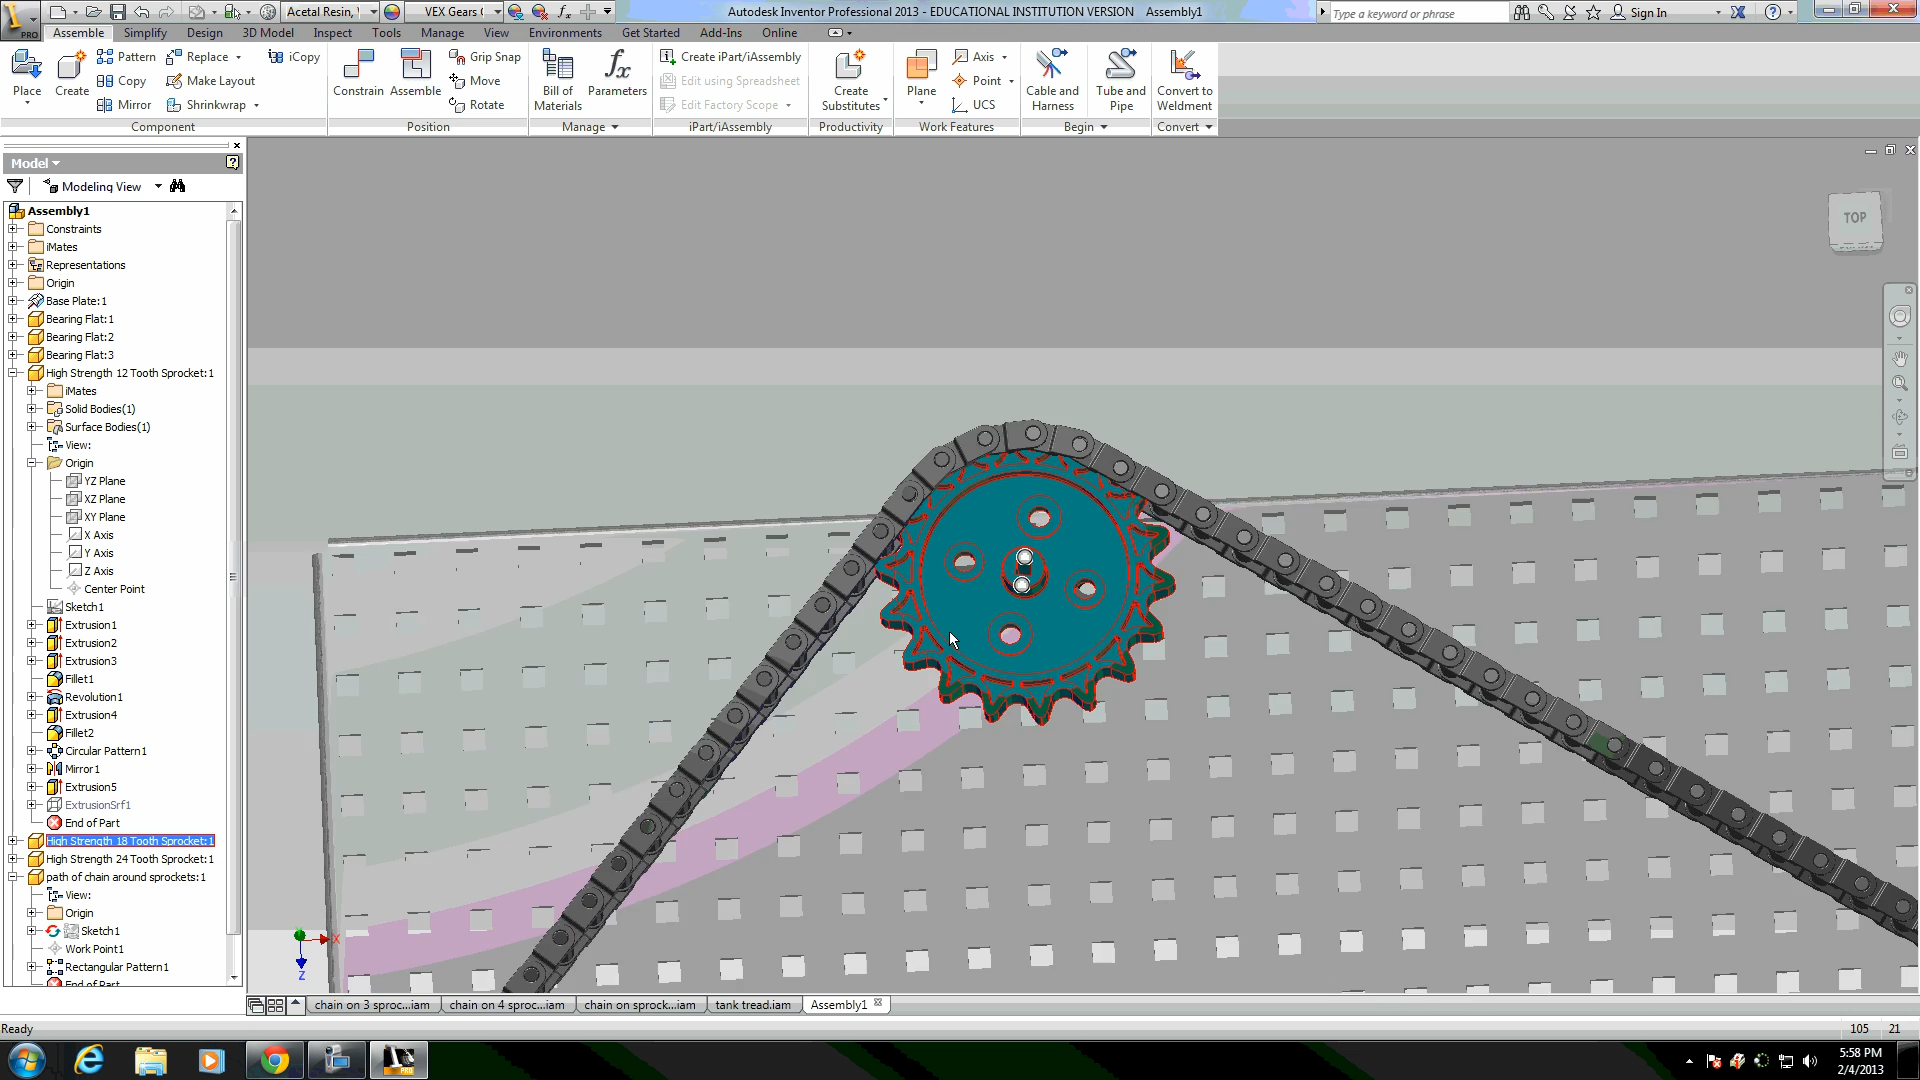 Acetal Resin,
VEX Gears (
Autodesk Inventor Professional 2013 - EDUCATIONAL INSTITUTION VERSION Assembly1
Type a keyword or phrase
Sign In
PRO
Assemble Simplify Design 3D Model Inspect Tools Manage View Environments Get Started Add-Ins Online
Place
Create
Pattern
Copy
Mirror
Replace
Make Layout
Shrinkwrap
iCopy
Component
Constrain
Assemble
Grip Snap
Move
Rotate
Position
Bill of
Materials
Parameters
Manage
Create iPart/iAssembly
Edit using Spreadsheet
Edit Factory Scope
iPart/iAssembly
Create
Substitutes
Productivity
Plane
Axis
Point
UCS
Work Features
Cable and
Harness
Tube and
Pipe
Begin
Convert to
Weldment
Convert
Model
Modeling View
Assembly1
Constraints
iMates
Representations
Origin
Base Plate:1
Bearing Flat:1
Bearing Flat:2
Bearing Flat:3
High Strength 12 Tooth Sprocket:1
iMates
Solid Bodies(1)
Surface Bodies(1)
View:
Origin
YZ Plane
XZ Plane
XY Plane
X Axis
Y Axis
Z Axis
Center Point
Sketch1
Extrusion1
Extrusion2
Extrusion3
Fillet1
Revolution1
Extrusion4
Fillet2
Circular Pattern1
Mirror1
Extrusion5
ExtrusionSrf1
End of Part
High Strength 18 Tooth Sprocket:1
High Strength 24 Tooth Sprocket:1
path of chain around sprockets:1
View:
Origin
Sketch1
Work Point1
Rectangular Pattern1
End of Part
TOP
X
Z
chain on 3 sproc...iam
chain on 4 sproc...iam
chain on sprock...iam
tank tread.iam
Assembly1
Ready
105 21
PRO
5:58 PM
2/4/2013